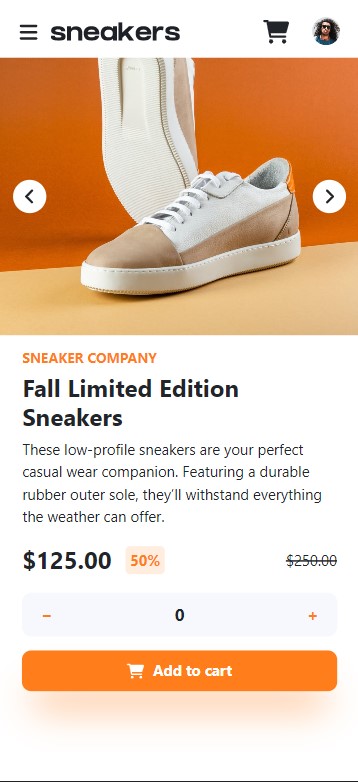 sneakers
SNEAKER COMPANY
Fall Limited Edition
Sneakers
These low-profile sneakers are your perfect
casual wear companion. Featuring a durable
rubber outer sole, they'll withstand everything
the weather can offer.
$125.00 50% $250.00
− 0 +
Add to cart